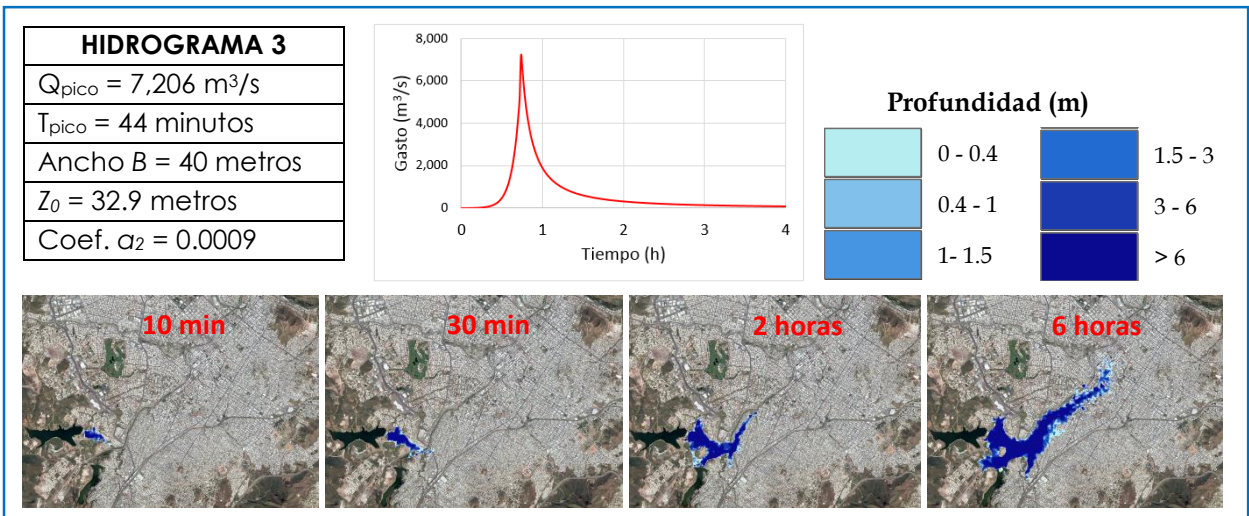 HIDROGRAMA 3
Qpico = 7,206 m³/s
Tpico = 44 minutos
Ancho B = 40 metros
Z0 = 32.9 metros
Coef. α2 = 0.0009
8,000
6,000
4,000
2,000
0
Gasto (m³/s)
0 1 2 3 4
Tiempo (h)
Profundidad (m)
0 - 0.4
1.5 - 3
0.4 - 1
3 - 6
1- 1.5
> 6
10 min
30 min
2 horas
6 horas